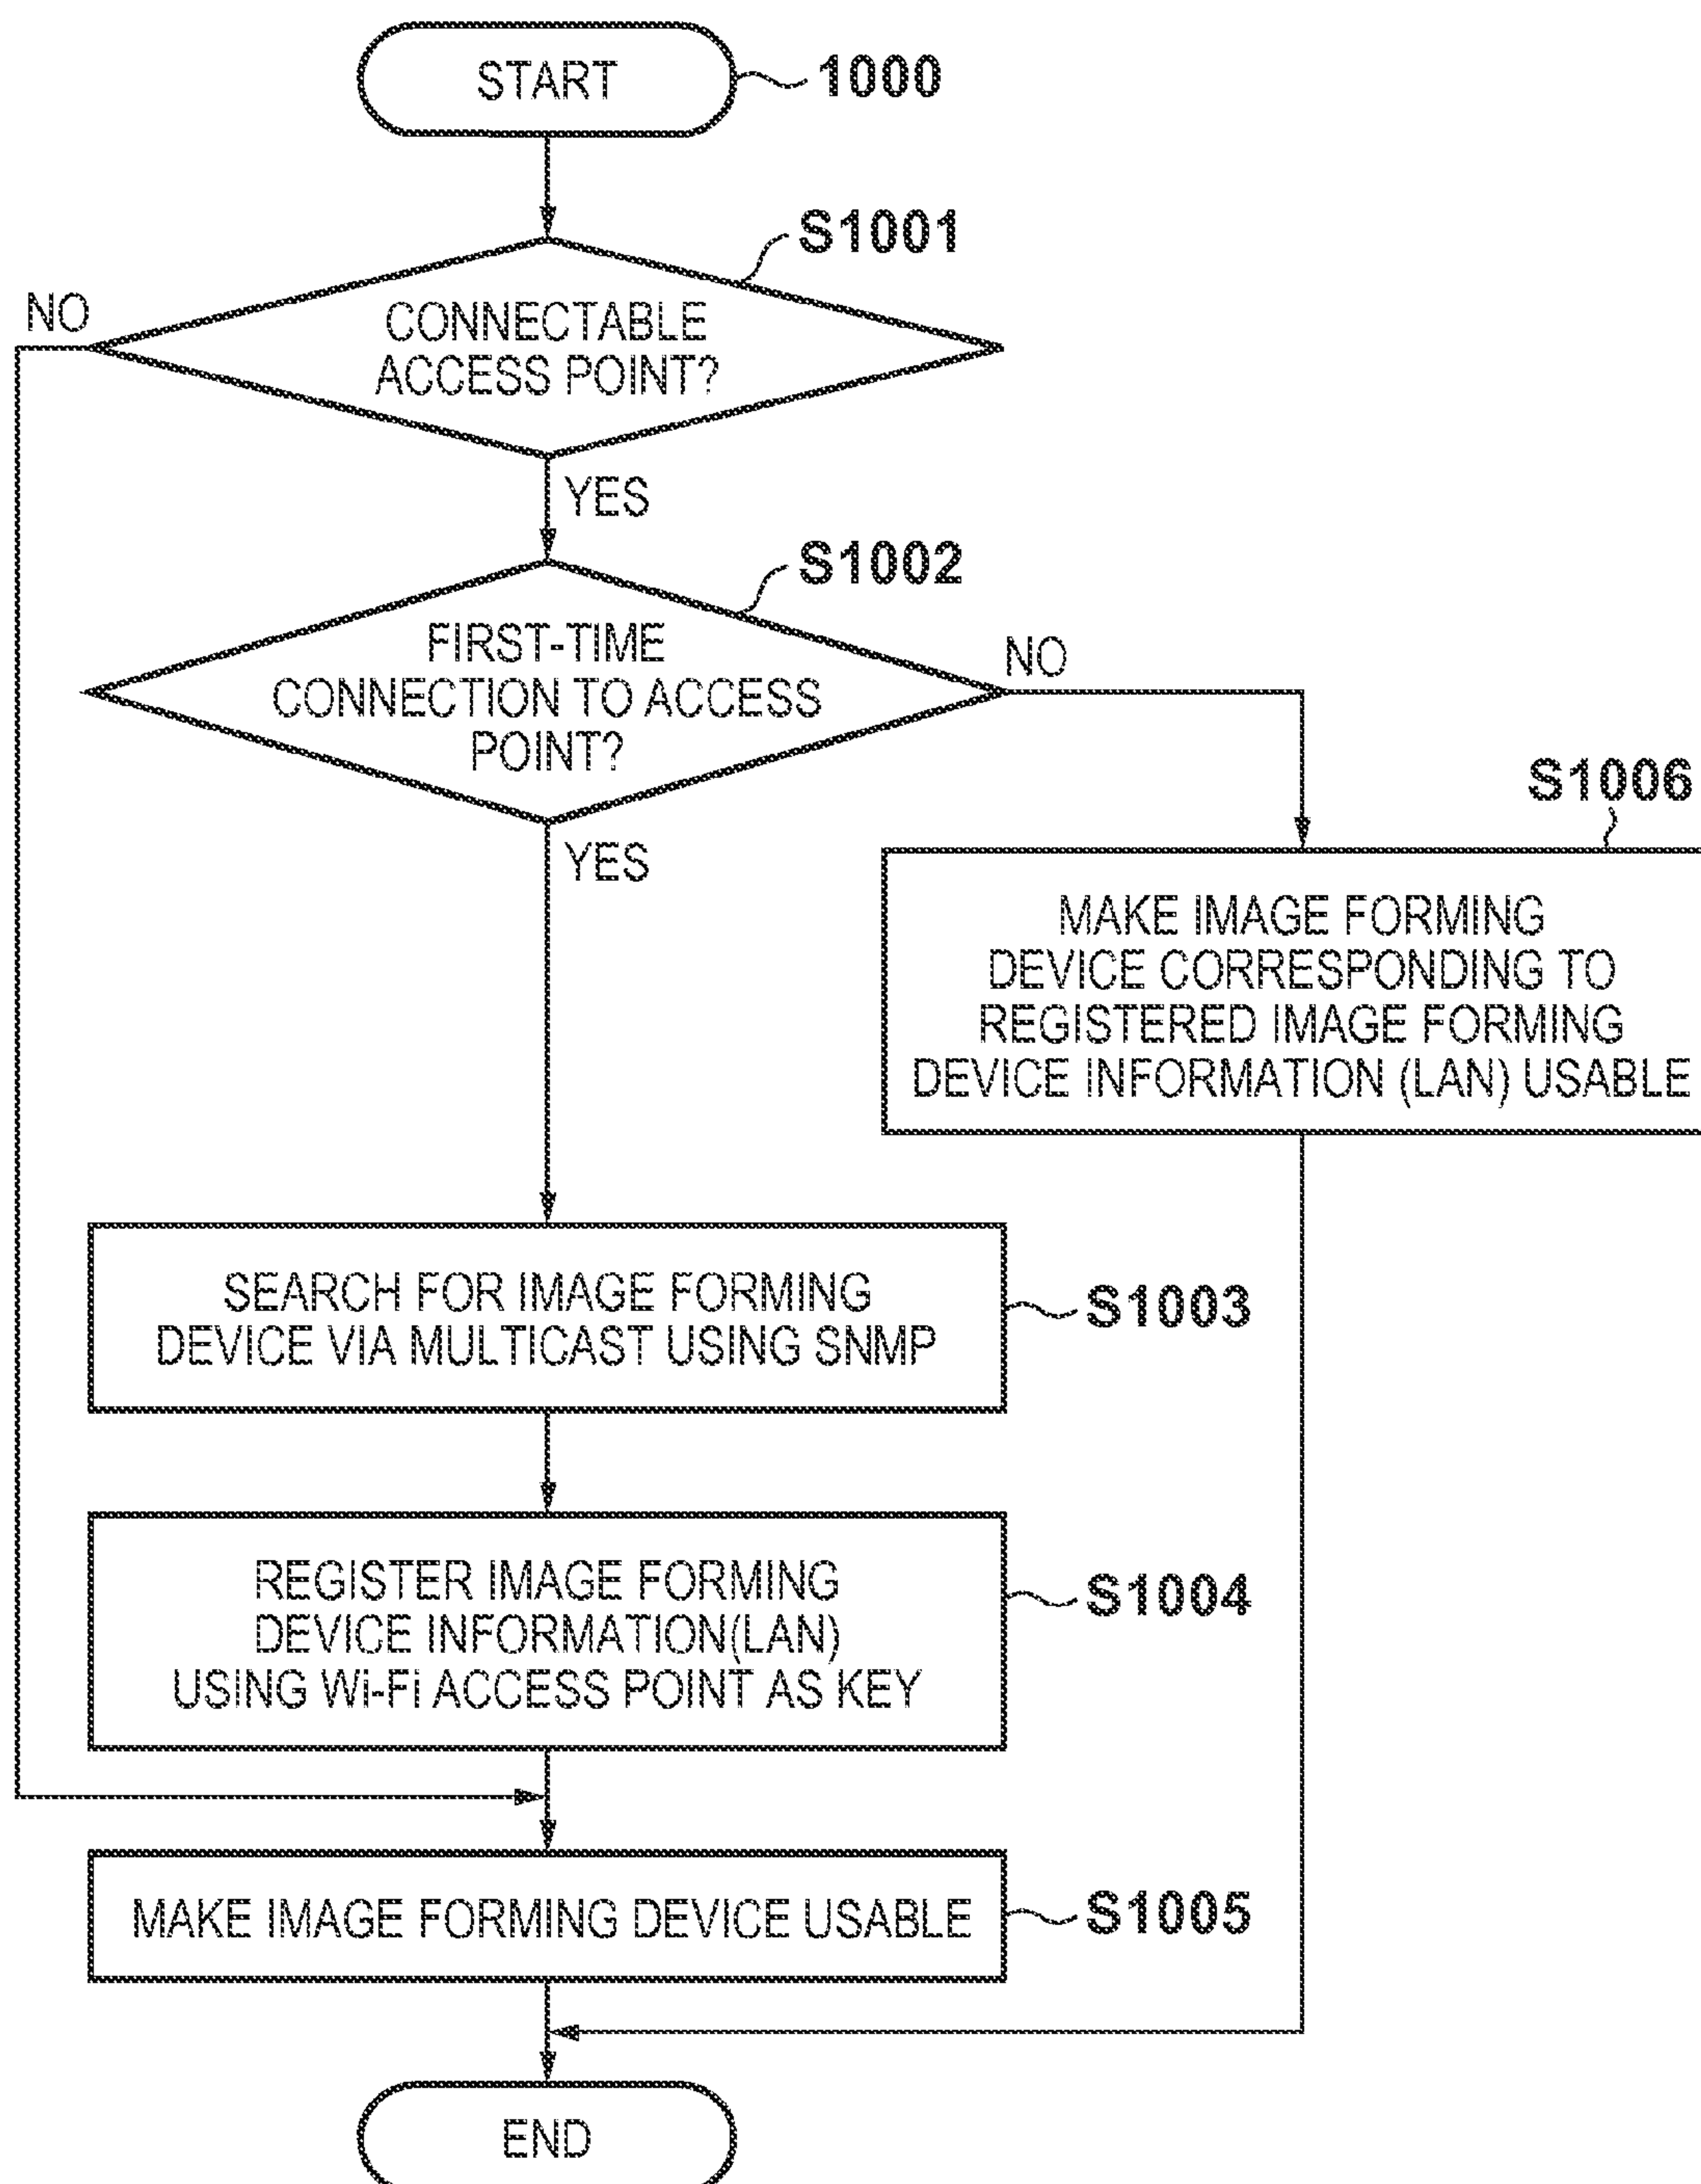 START
1000
S1001
NO
CONNECTABLE
ACCESS POINT?
YES
S1002
FIRST-TIME
CONNECTION TO ACCESS
POINT?
NO
YES
S1006
MAKE IMAGE FORMING
DEVICE CORRESPONDING TO
REGISTERED IMAGE FORMING
DEVICE INFORMATION (LAN) USABLE
SEARCH FOR IMAGE FORMING
DEVICE VIA MULTICAST USING SNMP
S1003
REGISTER IMAGE FORMING
DEVICE INFORMATION(LAN)
USING Wi-Fi ACCESS POINT AS KEY
S1004
MAKE IMAGE FORMING DEVICE USABLE
S1005
END